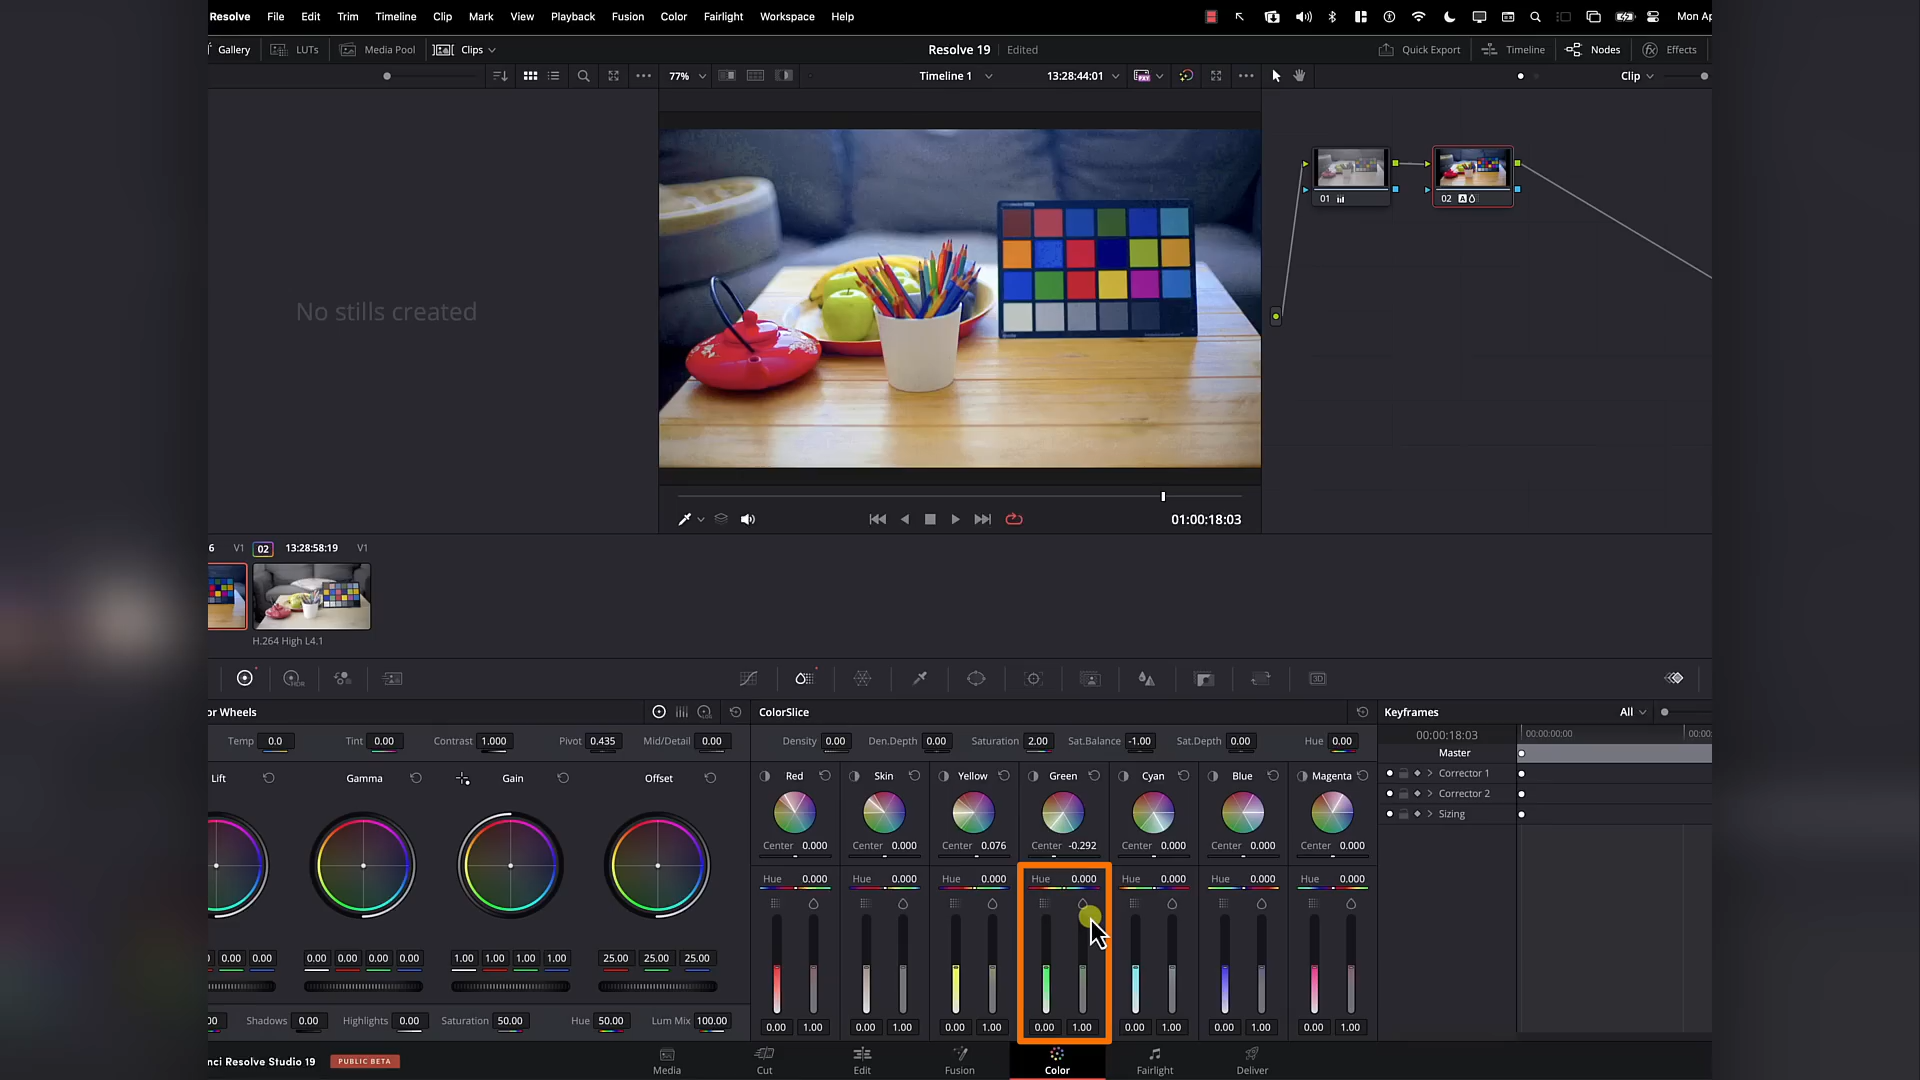 Resolve File Edit Trim Timeline Clip Mark View Playback Fusion Color Fairlight Workspace Help Mon Ap
Gallery LUTs Media Pool Clips Resolve 19 Edited Quick Export Timeline Nodes Effects
77% Timeline 1 13:28:44:01 Clip
01 02
No stills created
01:00:18:03
6 V1 02 13:28:58:19 V1
H.264 High L4.1
HDR 3D
or Wheels ColorSlice Keyframes All
Temp 0.0 Tint 0.00 Contrast 1.000 Pivot 0.435 Mid/Detail 0.00 Density 0.00 Den.Depth 0.00 Saturation 2.00 Sat.Balance -1.00 Sat.Depth 0.00 Hue 0.00
00:00:18:03 00:00:00:00 00:00:
Master
Lift Gamma Gain Offset Red Skin Yellow Green Cyan Blue Magenta
Corrector 1
Corrector 2
Sizing
Center 0.000 Center 0.000 Center 0.076 Center -0.292 Center 0.000 Center 0.000 Center 0.000
Hue 0.000 Hue 0.000 Hue 0.000 Hue 0.000 Hue 0.000 Hue 0.000 Hue 0.000
0.00 0.00 0.00 0.00 0.00 0.00 1.00 1.00 1.00 1.00 25.00 25.00 25.00
00 Shadows 0.00 Highlights 0.00 Saturation 50.00 Hue 50.00 Lum Mix 100.00
0.00 1.00 0.00 1.00 0.00 1.00 0.00 1.00 0.00 1.00 0.00 1.00 0.00 1.00
nci Resolve Studio 19 PUBLIC BETA
Media Cut Edit Fusion Color Fairlight Deliver